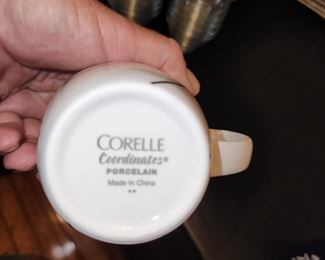 CORELLE
Coordinates®
PORCELAIN
Made in China